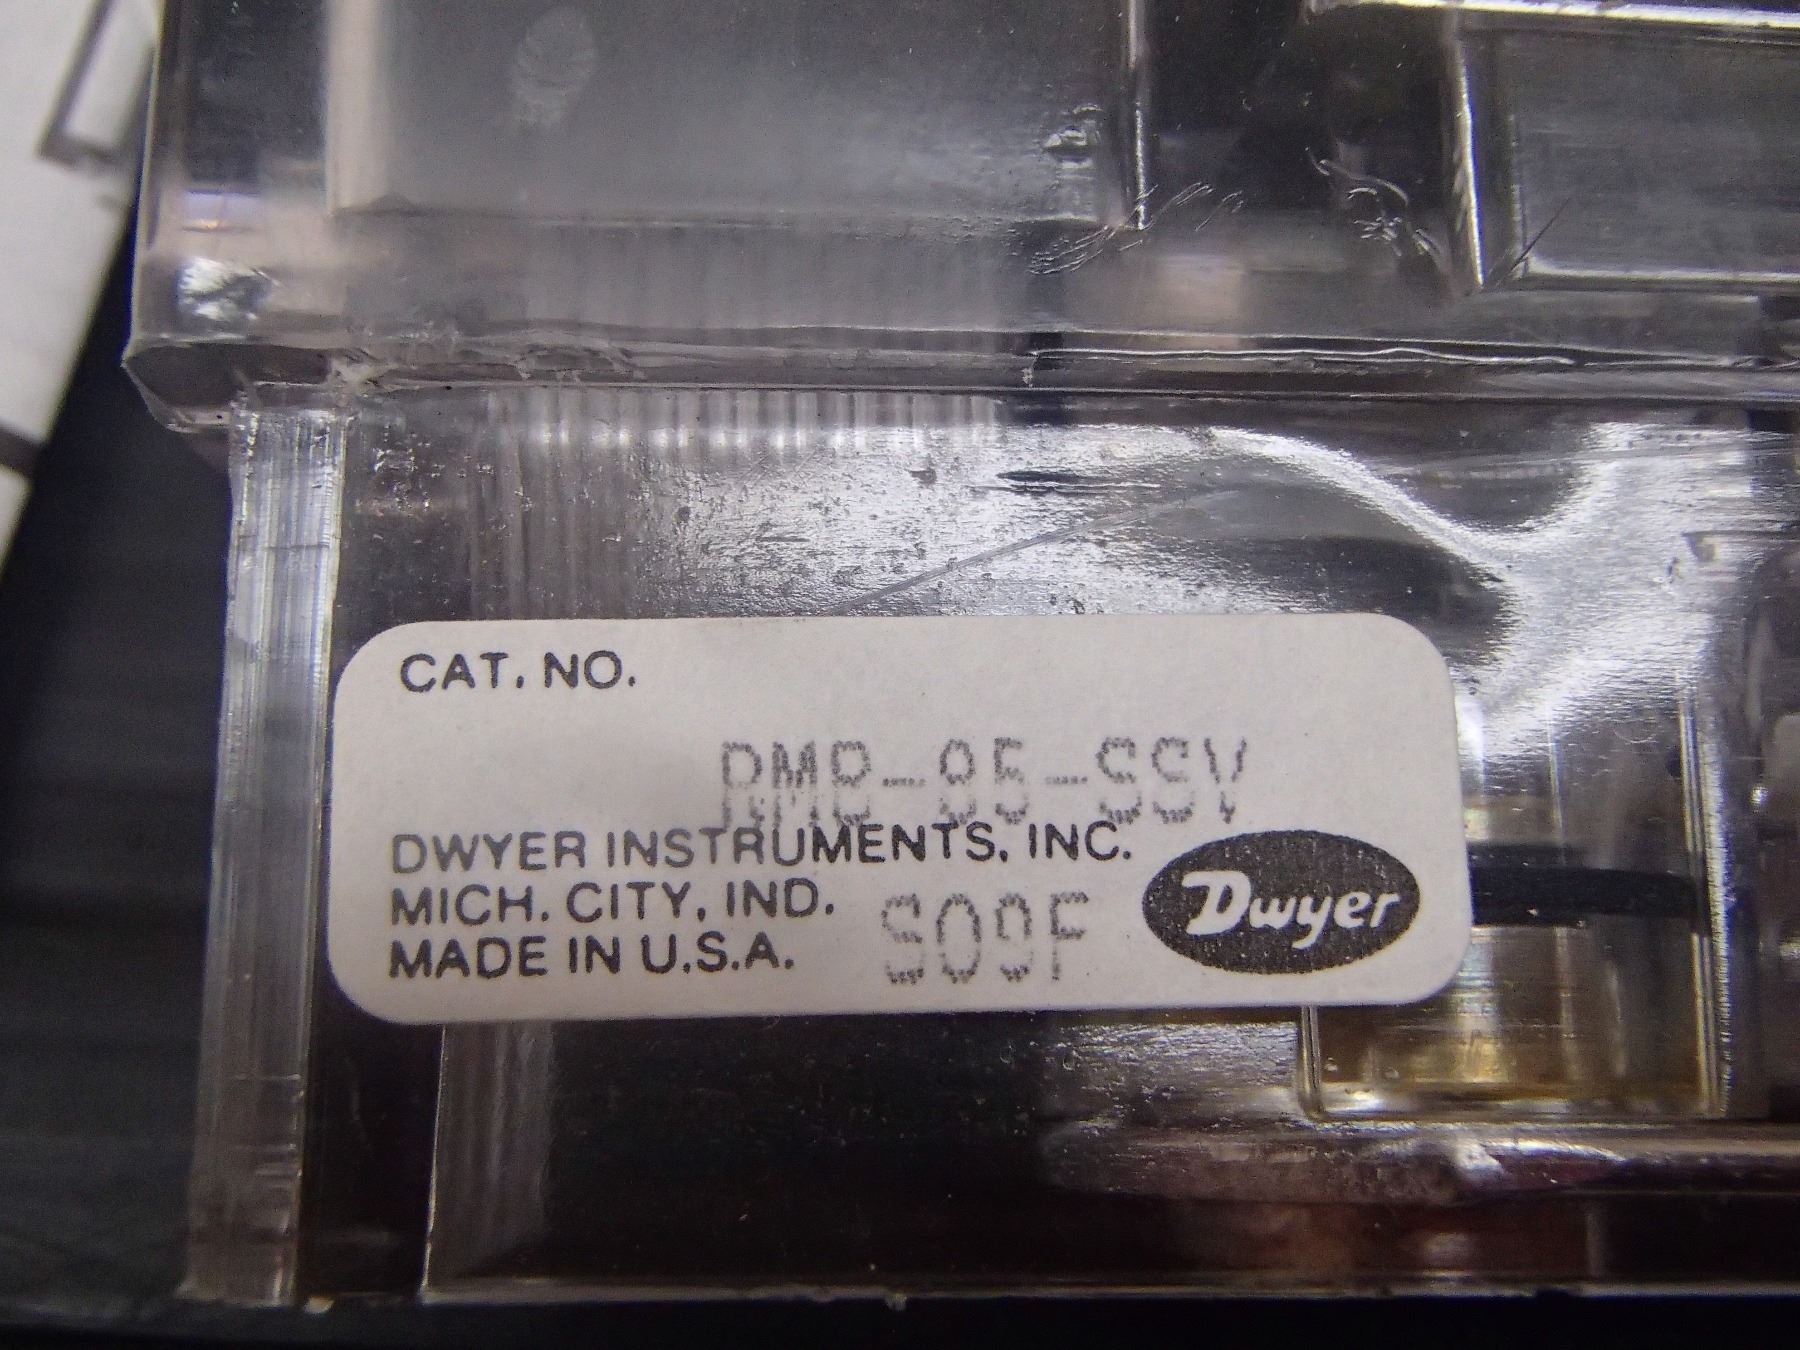 CAT. NO.
RMB-85-SSV
DWYER INSTRUMENTS, INC.
MICH. CITY, IND.
MADE IN U.S.A.
S09F
Dwyer